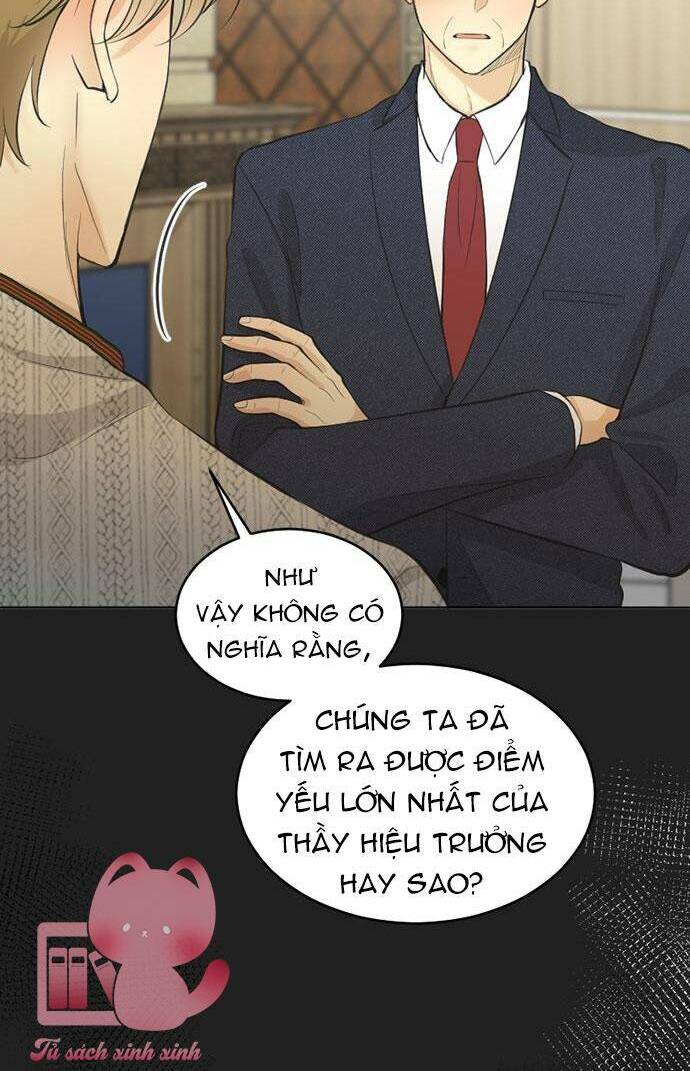 NHƯ
VẬY KHÔNG CÓ
NGHĨA RẰNG,
CHÚNG TA ĐÃ
TÌM RA ĐƯỢC ĐIỂM
YẾU LỚN NHẤT CỦA
THẦY HIỆU TRƯỞNG
HAY SAO?
Tủ sách xinh xinh